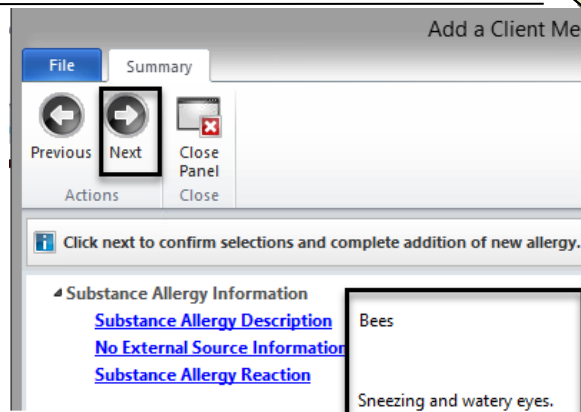 Add a Client Me
File Summary
Previous Next Close Panel
Actions Close
Click next to confirm selections and complete addition of new allergy.
Substance Allergy Information
Substance Allergy Description Bees
No External Source Information
Substance Allergy Reaction
Sneezing and watery eyes.